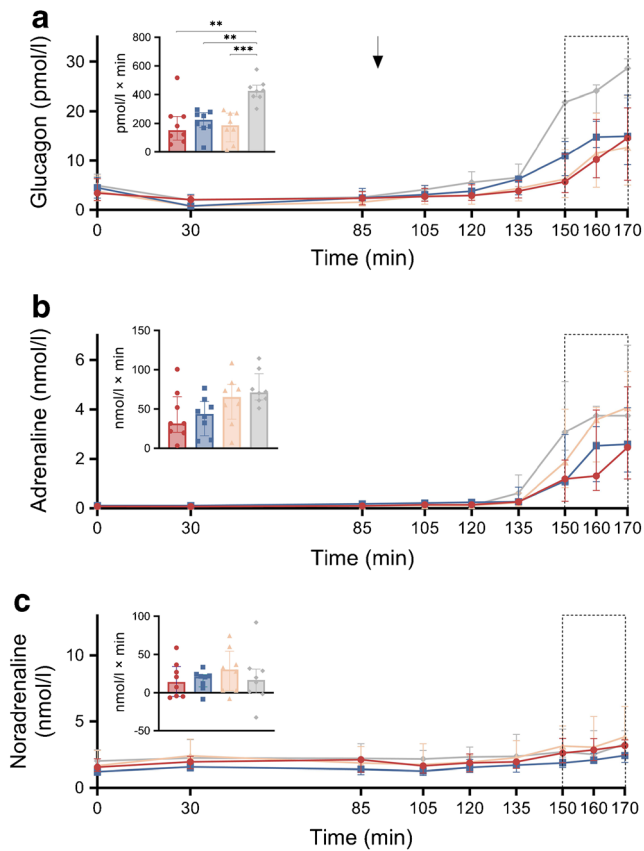 a
Glucagon (pmol/l)
30
20
10
0
pmol/l × min
800
600
400
200
0
**
**
***
0 30 85 105 120 135 150 160 170
Time (min)
b
Adrenaline (nmol/l)
6
4
2
0
nmol/l × min
150
100
50
0
0 30 85 105 120 135 150 160 170
Time (min)
c
Noradrenaline
(nmol/l)
10
5
0
nmol/l × min
100
50
0
-50
0 30 85 105 120 135 150 160 170
Time (min)